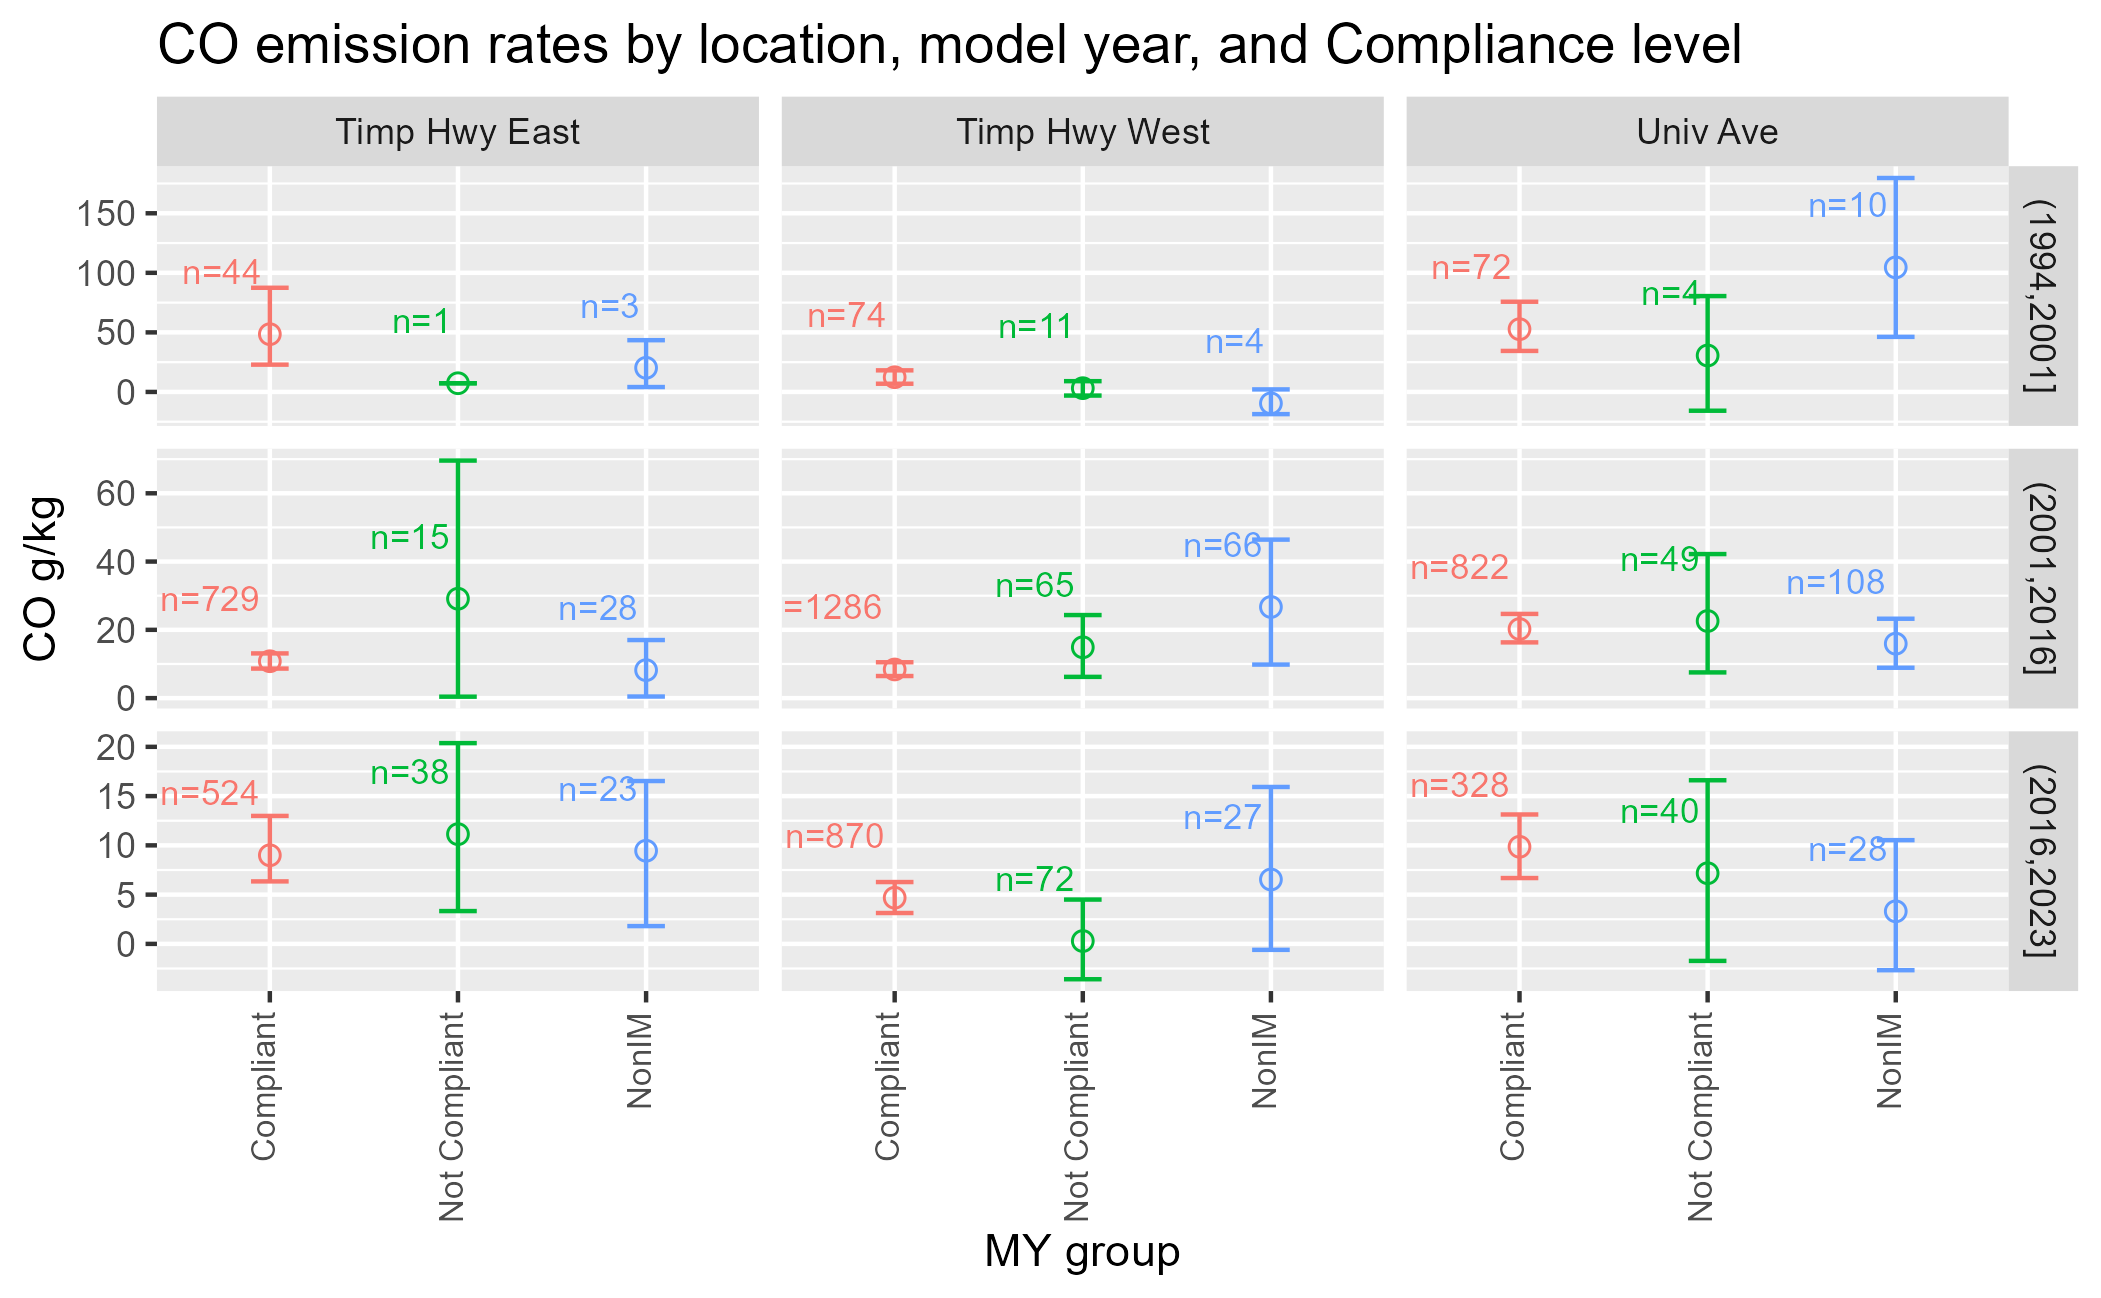 CO emission rates by location, model year, and Compliance level
Timp Hwy East
Timp Hwy West
Univ Ave
150
100
50
0
n=44
n=1
n=3
n=74
n=11
n=4
n=72
n=4
n=10
(1994,2001]
60
40
20
0
n=729
n=15
n=28
=1286
n=65
n=66
n=822
n=49
n=108
(2001,2016]
20
15
10
5
0
n=524
n=38
n=23
n=870
n=72
n=27
n=328
n=40
n=28
(2016,2023]
CO g/kg
Compliant
Not Compliant
NonIM
Compliant
Not Compliant
NonIM
Compliant
Not Compliant
NonIM
MY group